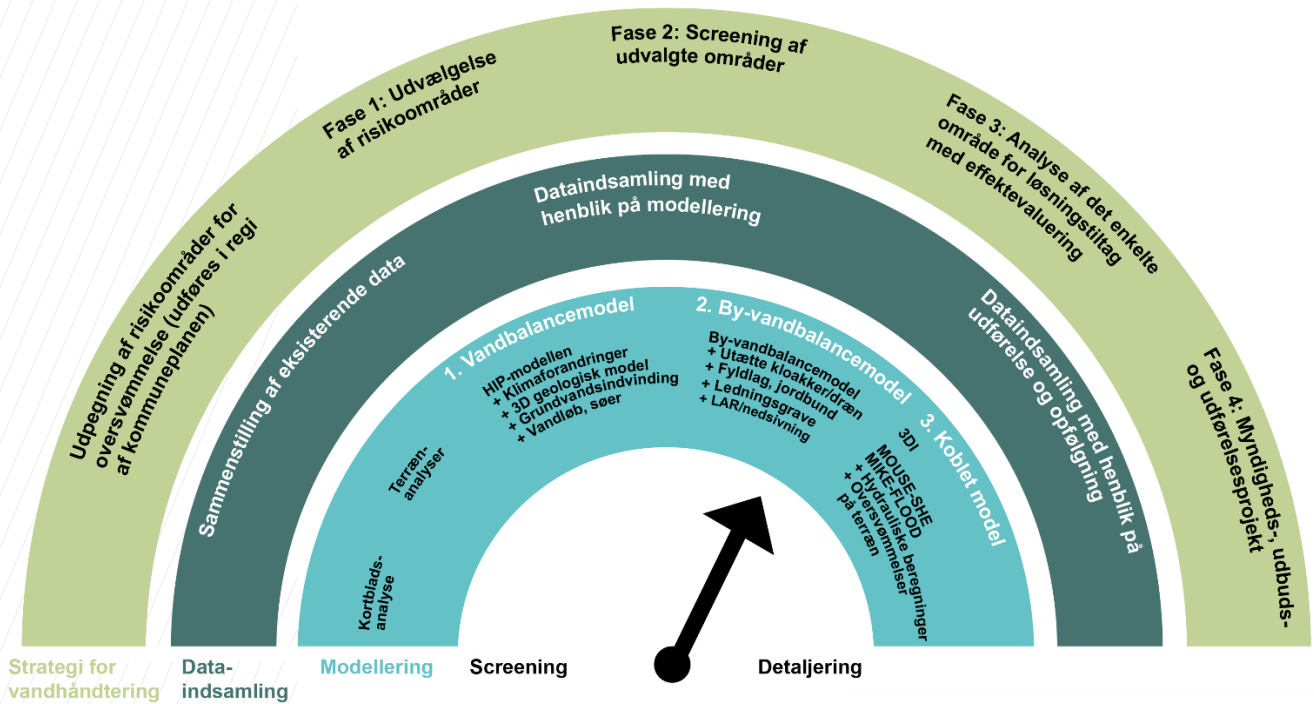 Udpegning af risikoområder for
oversvømmelse (udføres i regi
af kommuneplanen)
Fase 1: Udvælgelse
af risikoområder
Fase 2: Screening af
udvalgte områder
Fase 3: Analyse af det enkelte
område for løsningstiltag
med effektevaluering
Fase 4: Myndigheds-, udbuds-
og udførelsesprojekt
Sammenstilling af eksisterende data
Dataindsamling med
henblik på modellering
Dataindsamling med henblik på
udførelse og opfølgning
Kortblads-
analyse
Terræn-
analyser
1. Vandbalancemodel
HIP-modellen
+ Klimaforandringer
+ 3D geologisk model
+ Grundvandsindvinding
+ Vandløb, søer
2. By-vandbalancemodel
By-vandbalancemodel
+ Utætte kloakker/dræn
+ Fyldlag, jordbund
+ Ledningsgrave
+ LAR/nedsivning
3. Koblet model
3DI
MOUSE-SHE
MIKE-FLOOD
+ Hydrauliske beregninger
+ Oversvømmelser
på terræn
Strategi for
vandhåndtering
Data-
indsamling
Modellering
Screening
Detaljering